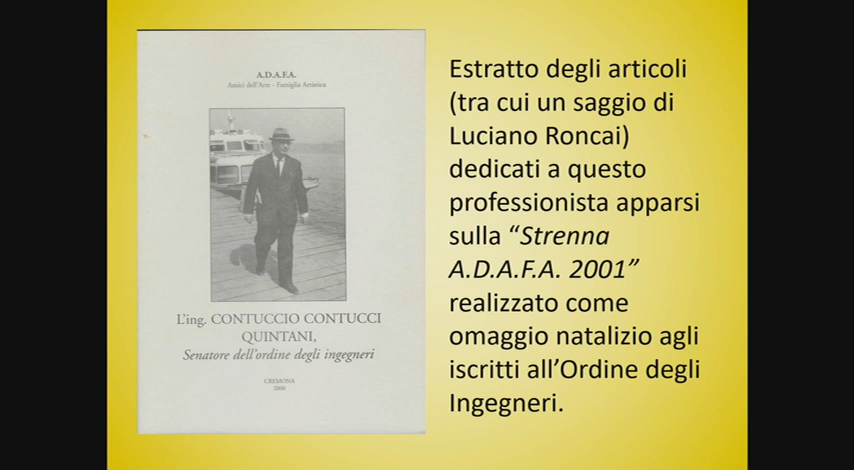 A.D.A.F.A.
Amici dell'Arte - Famiglia Artistica
L'ing. CONTUCCIO CONTUCCI
QUINTANI,
Senatore dell'ordine degli ingegneri
CREMONA
2000
Estratto degli articoli
(tra cui un saggio di
Luciano Roncai)
dedicati a questo
professionista apparsi
sulla “Strenna
A.D.A.F.A. 2001”
realizzato come
omaggio natalizio agli
iscritti all’Ordine degli
Ingegneri.